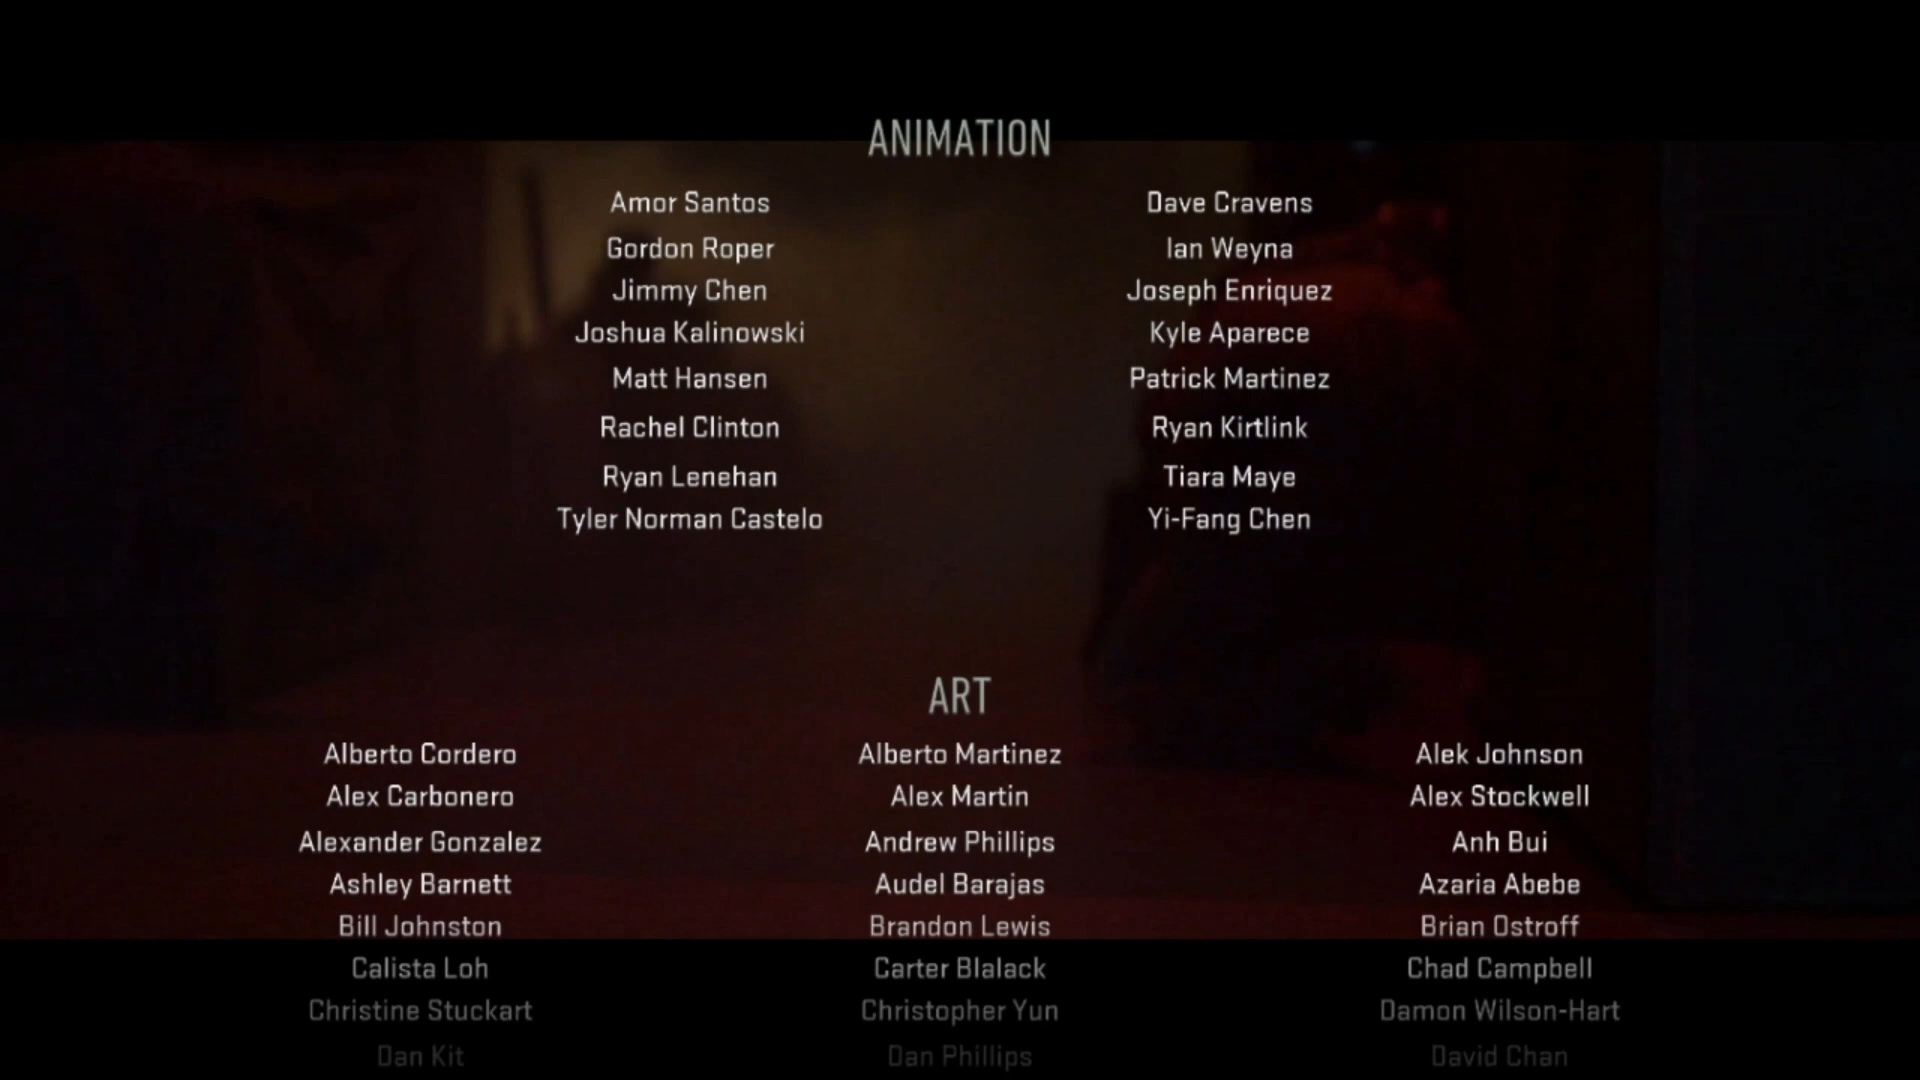 ANIMATION
Amor Santos Dave Cravens
Gordon Roper Ian Weyna
Jimmy Chen Joseph Enriquez
Joshua Kalinowski Kyle Aparece
Matt Hansen Patrick Martinez
Rachel Clinton Ryan Kirtlink
Ryan Lenehan Tiara Maye
Tyler Norman Castelo Yi-Fang Chen
ART
Alberto Cordero Alberto Martinez Alek Johnson
Alex Carbonero Alex Martin Alex Stockwell
Alexander Gonzalez Andrew Phillips Anh Bui
Ashley Barnett Audel Barajas Azaria Abebe
Bill Johnston Brandon Lewis Brian Ostroff
Calista Loh Carter Blalack Chad Campbell
Christine Stuckart Christopher Yun Damon Wilson-Hart
Dan Kit Dan Phillips David Chan